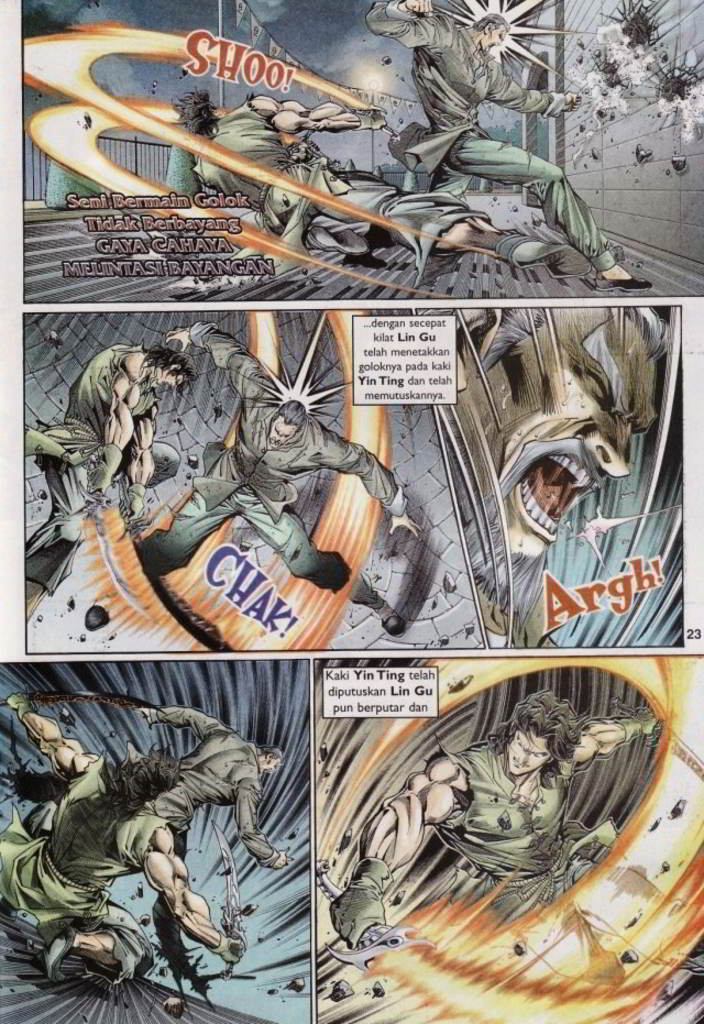 SHOO!
Seni Bermain Golok
Tidak Berbayang
GAYA CAHAYA
MELINTASI BAYANGAN
...dengan secepat
kilat Lin Gu
telah menetakkan
goloknya pada kaki
Yin Ting dan telah
memutuskannya.
CHAK!
Argh!
23
Kaki Yin Ting telah
diputuskan Lin Gu
pun berputar dan